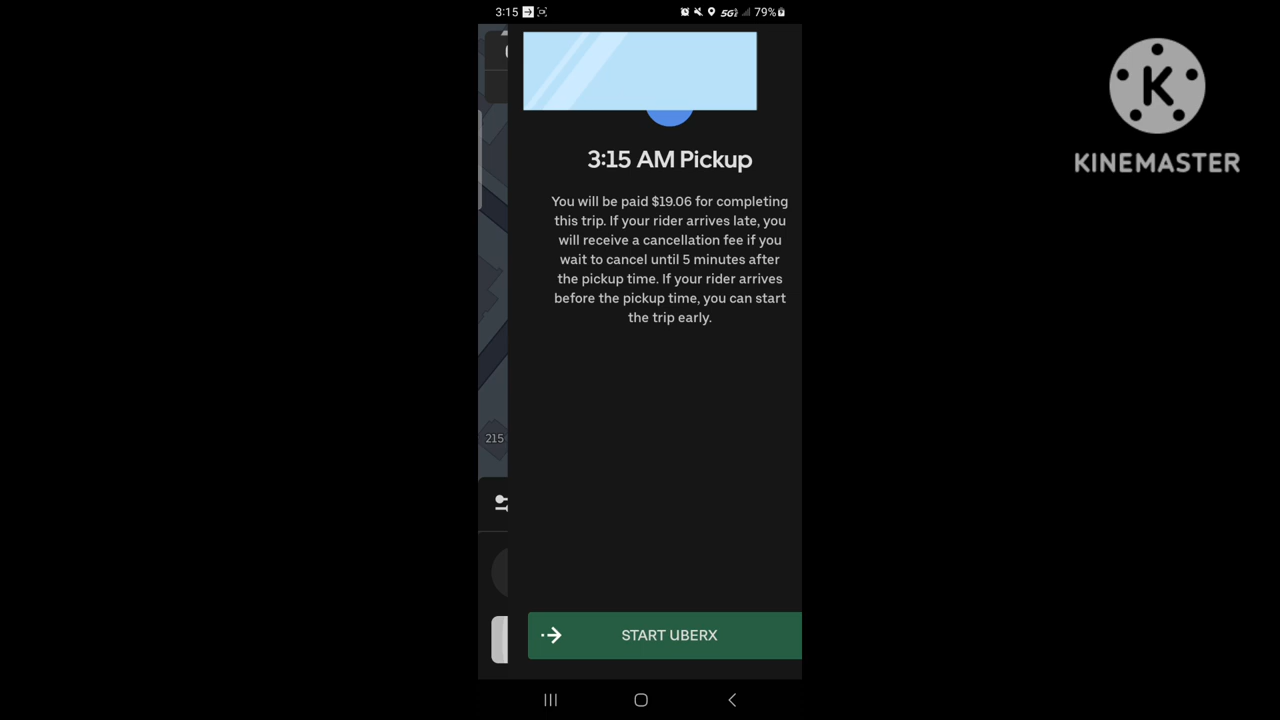 3:15
5G
79%
3:15 AM Pickup
You will be paid $19.06 for completing
this trip. If your rider arrives late, you
will receive a cancellation fee if you
wait to cancel until 5 minutes after
the pickup time. If your rider arrives
before the pickup time, you can start
the trip early.
215
START UBERX
K
KINEMASTER